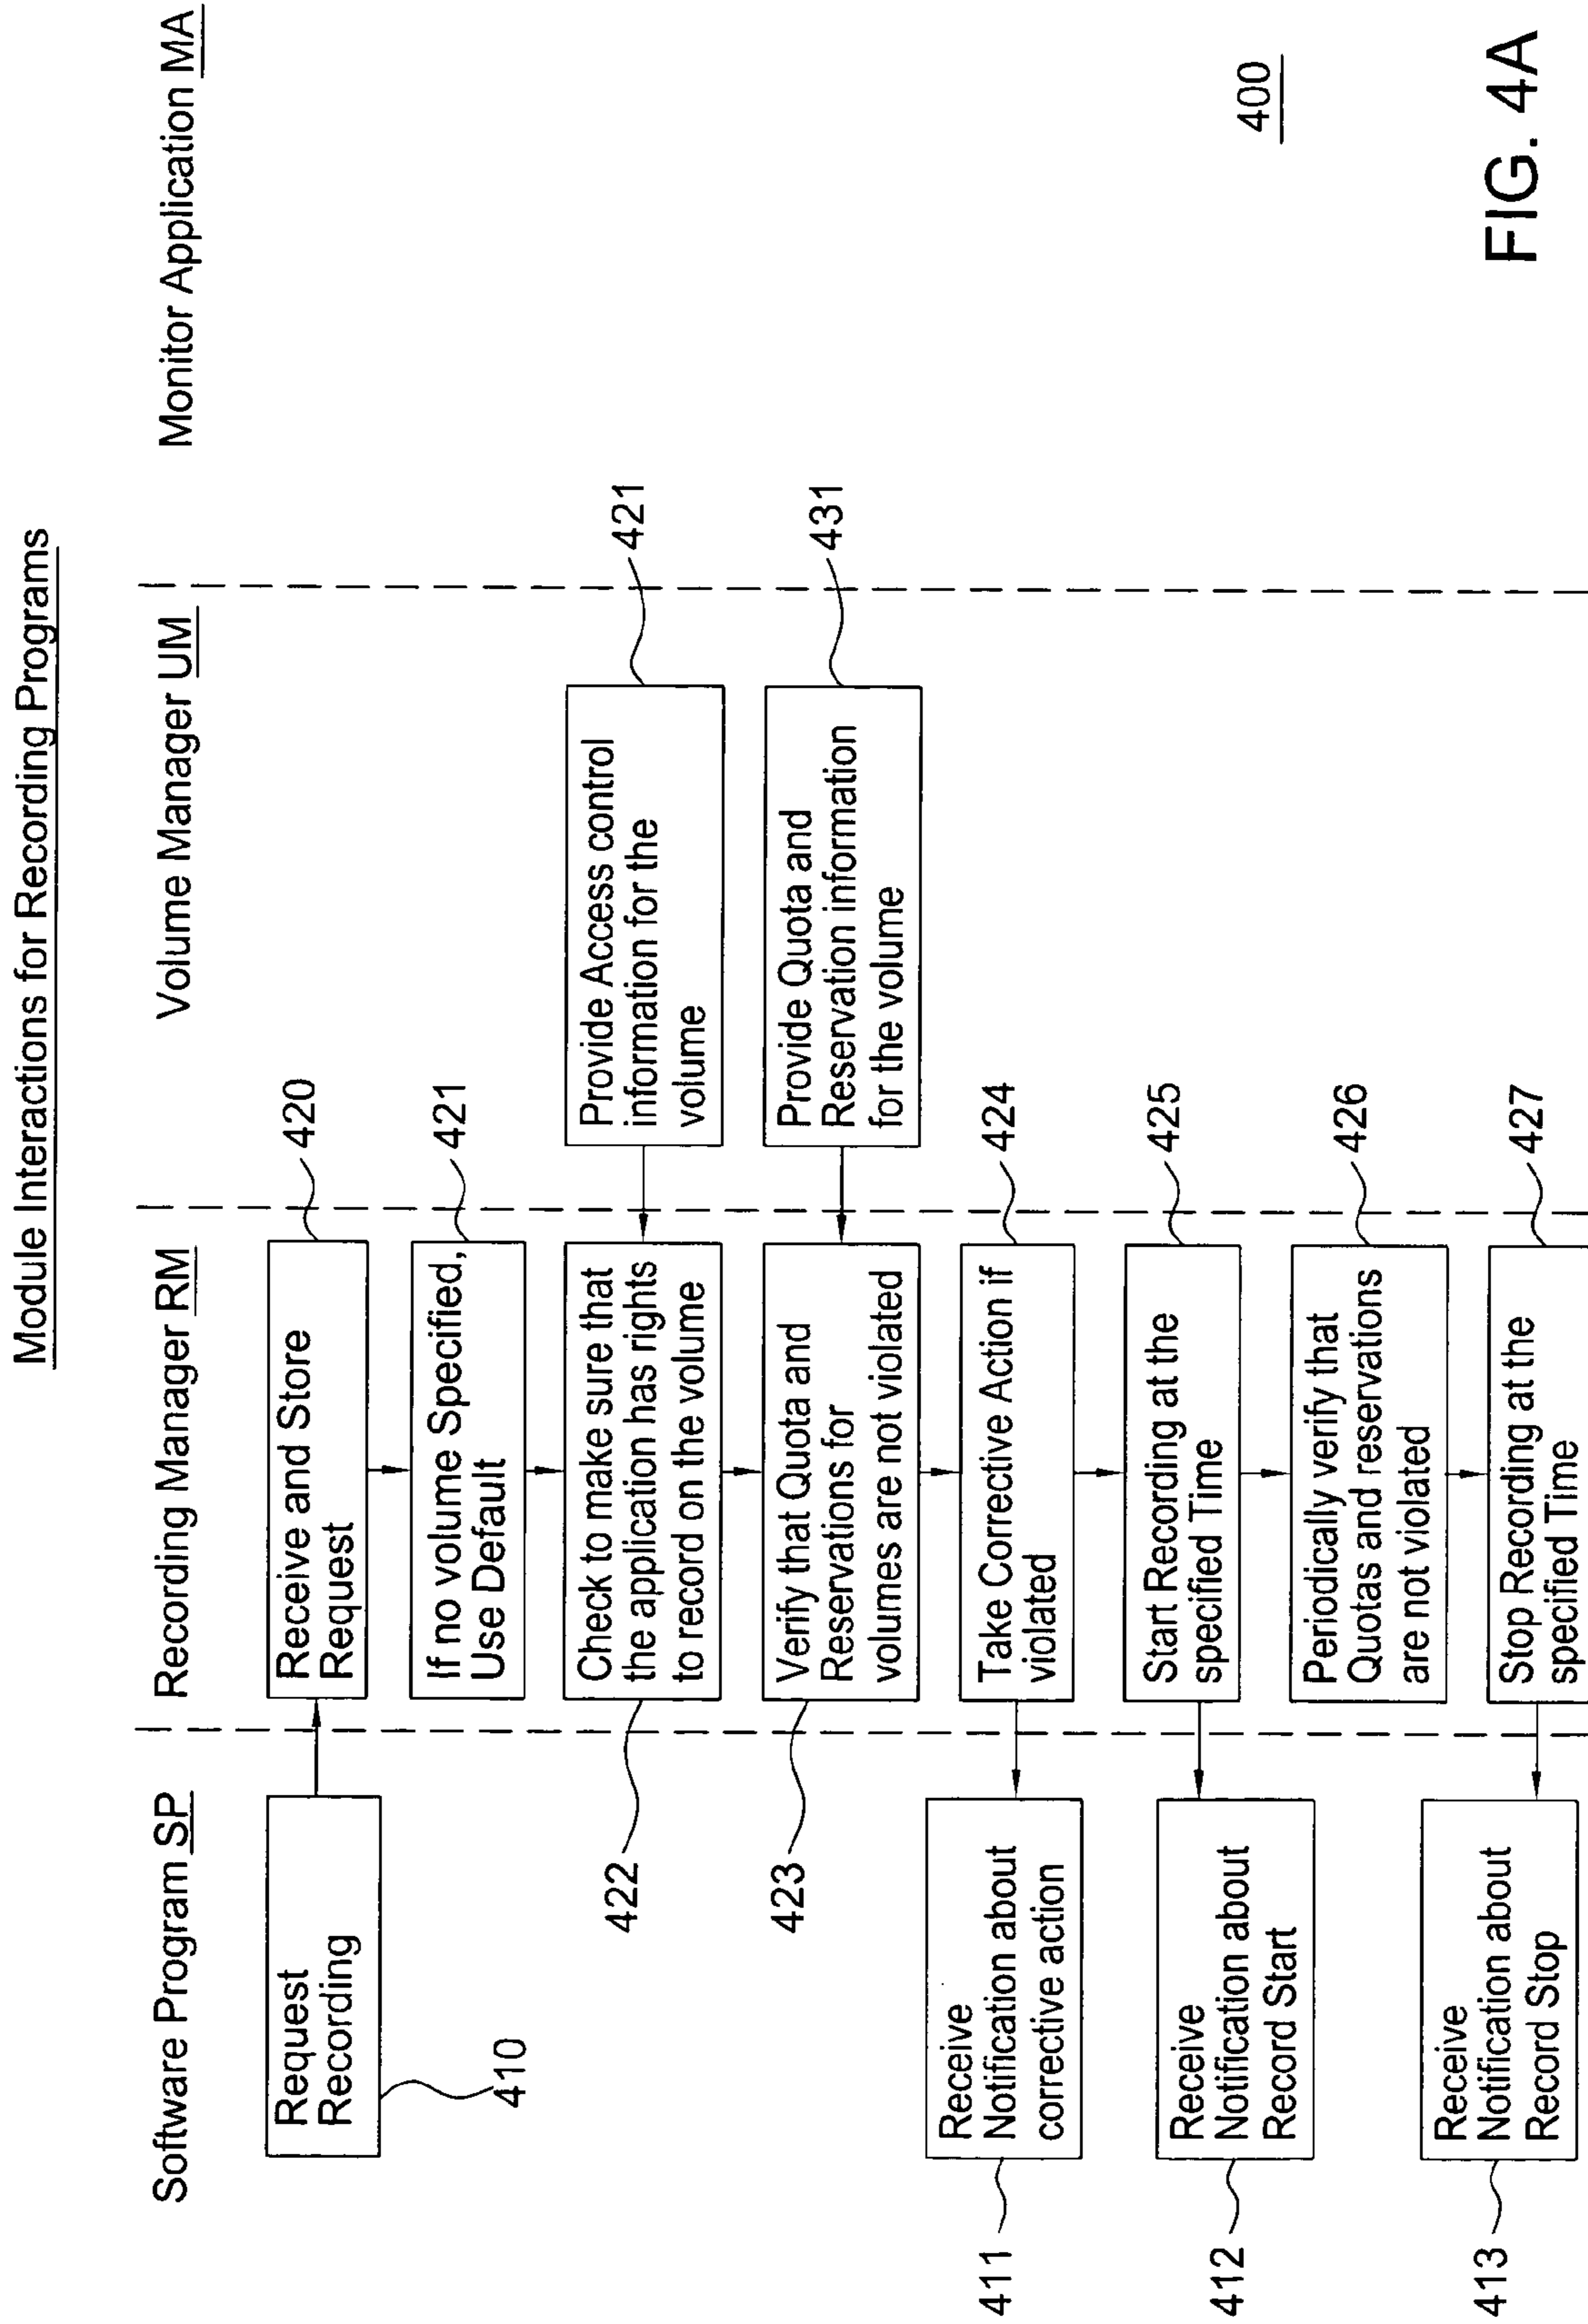 Module Interactions for Recording Programs
Software Program SP
Recording Manager RM
Volume Manager UM
Monitor Application MA
Request
Recording
410
Receive and Store
Request
420
If no volume Specified,
Use Default
421
Check to make sure that
the application has rights
to record on the volume
422
Provide Access control
information for the
volume
421
Verify that Quota and
Reservations for
volumes are not violated
423
Provide Quota and
Reservation information
for the volume
431
Take Corrective Action if
violated
424
Receive
Notification about
corrective action
411
Start Recording at the
specified Time
425
Receive
Notification about
Record Start
412
Periodically verify that
Quotas and reservations
are not violated
426
Stop Recording at the
specified Time
427
Receive
Notification about
Record Stop
413
400
FIG. 4A